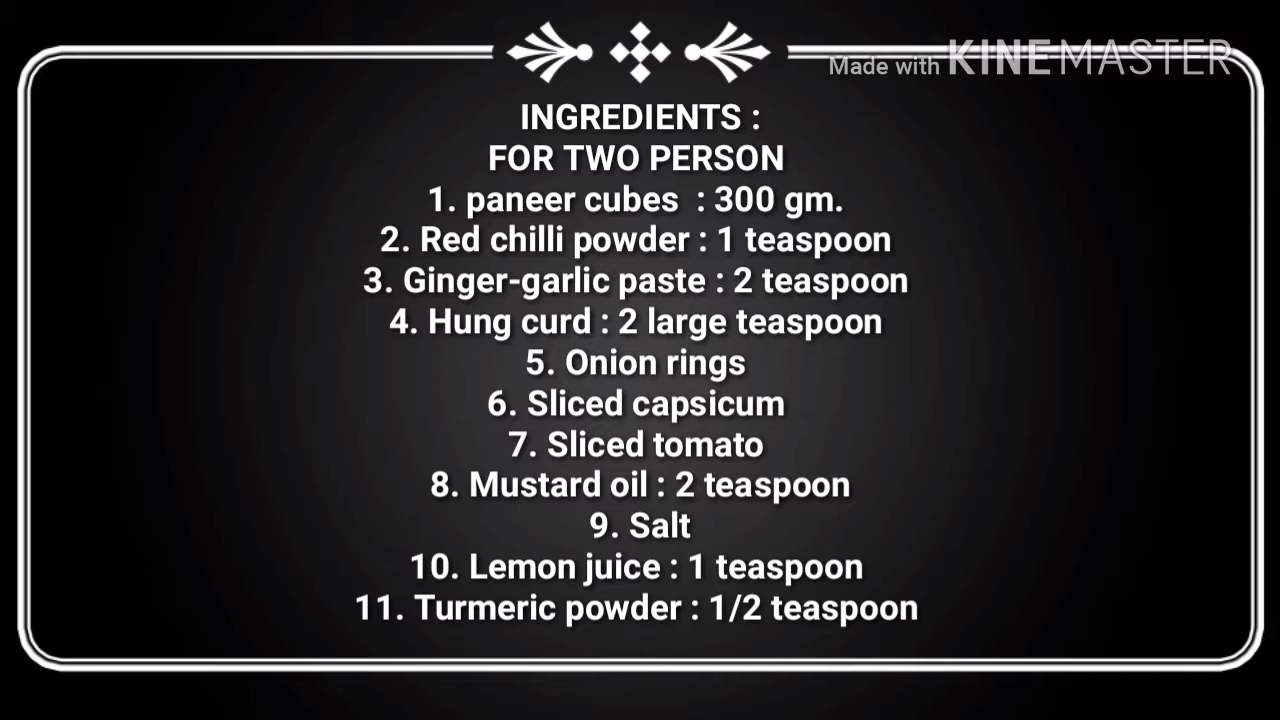 Made with KINEMASTER
INGREDIENTS :
FOR TWO PERSON
1. paneer cubes : 300 gm.
2. Red chilli powder : 1 teaspoon
3. Ginger-garlic paste : 2 teaspoon
4. Hung curd : 2 large teaspoon
5. Onion rings
6. Sliced capsicum
7. Sliced tomato
8. Mustard oil : 2 teaspoon
9. Salt
10. Lemon juice : 1 teaspoon
11. Turmeric powder : 1/2 teaspoon